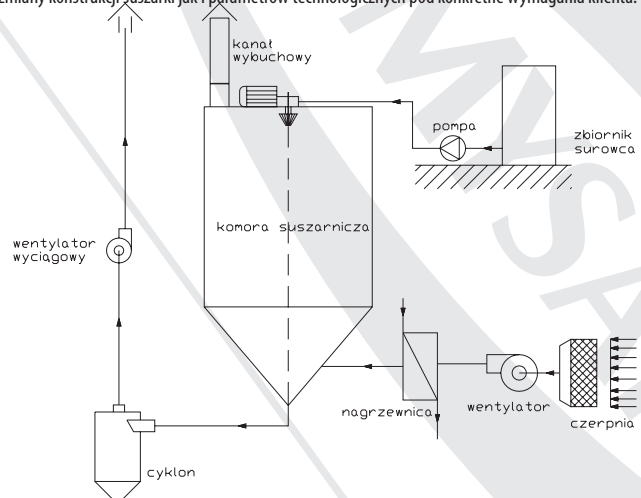 zmiany konstrukcji suszarki jak i parametrów technologicznych pod konkretne wymagania klienta.
kanał
wybuchowy
pompa
zbiornik
surowca
komora suszarnicza
wentylator
wyciągowy
nagrzewnica
wentylator
czerpnia
cyklon